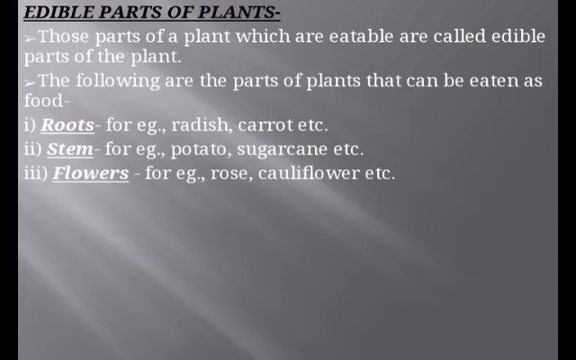 EDIBLE PARTS OF PLANTS-
➢Those parts of a plant which are eatable are called edible
parts of the plant.
➢The following are the parts of plants that can be eaten as
food-
i) Roots- for eg., radish, carrot etc.
ii) Stem- for eg., potato, sugarcane etc.
iii) Flowers - for eg., rose, cauliflower etc.